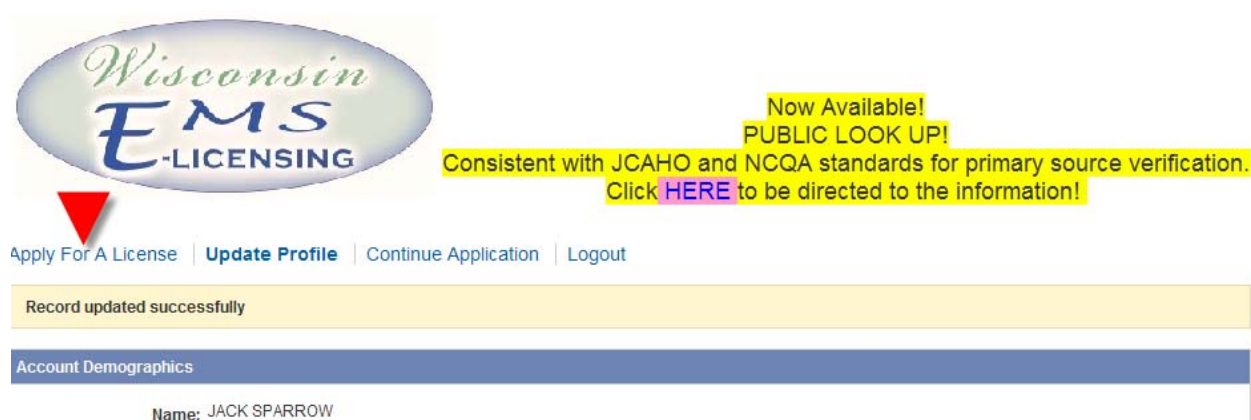 Wisconsin
EMS
E-LICENSING
Now Available!
PUBLIC LOOK UP!
Consistent with JCAHO and NCQA standards for primary source verification.
Click HERE to be directed to the information!
Apply For A License Update Profile Continue Application Logout
Record updated successfully
Account Demographics
Name: JACK SPARROW